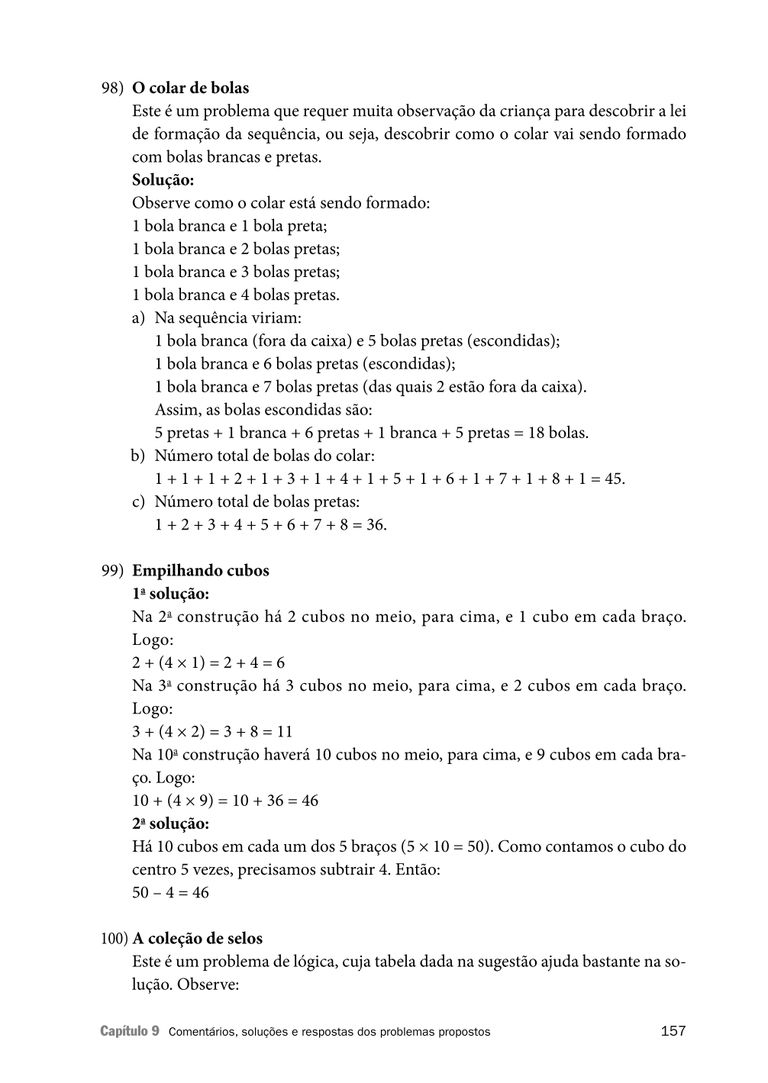 98) O colar de bolas
Este é um problema que requer muita observação da criança para descobrir a lei
de formação da sequência, ou seja, descobrir como o colar vai sendo formado
com bolas brancas e pretas.
Solução:
Observe como o colar está sendo formado:
1 bola branca e 1 bola preta;
1 bola branca e 2 bolas pretas;
1 bola branca e 3 bolas pretas;
1 bola branca e 4 bolas pretas.
a) Na sequência viriam:
1 bola branca (fora da caixa) e 5 bolas pretas (escondidas);
1 bola branca e 6 bolas pretas (escondidas);
1 bola branca e 7 bolas pretas (das quais 2 estão fora da caixa).
Assim, as bolas escondidas são:
5 pretas + 1 branca + 6 pretas + 1 branca + 5 pretas = 18 bolas.
b) Número total de bolas do colar:
1 + 1 + 1 + 2 + 1 + 3 + 1 + 4 + 1 + 5 + 1 + 6 + 1 + 7 + 1 + 8 + 1 = 45.
c) Número total de bolas pretas:
1 + 2 + 3 + 4 + 5 + 6 + 7 + 8 = 36.
99) Empilhando cubos
1ª solução:
Na 2ª construção há 2 cubos no meio, para cima, e 1 cubo em cada braço.
Logo:
2 + (4 × 1) = 2 + 4 = 6
Na 3ª construção há 3 cubos no meio, para cima, e 2 cubos em cada braço.
Logo:
3 + (4 × 2) = 3 + 8 = 11
Na 10ª construção haverá 10 cubos no meio, para cima, e 9 cubos em cada bra-
ço. Logo:
10 + (4 × 9) = 10 + 36 = 46
2ª solução:
Há 10 cubos em cada um dos 5 braços (5 × 10 = 50). Como contamos o cubo do
centro 5 vezes, precisamos subtrair 4. Então:
50 – 4 = 46
100) A coleção de selos
Este é um problema de lógica, cuja tabela dada na sugestão ajuda bastante na so-
lução. Observe:
Capítulo 9 Comentários, soluções e respostas dos problemas propostos 157